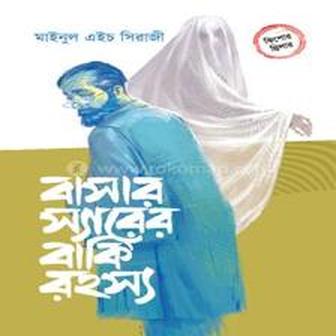 মাইনুল এইচ সিরাজী
কিশোর
থ্রিলার
বাসার
স্যারের
বাকি
রহস্য